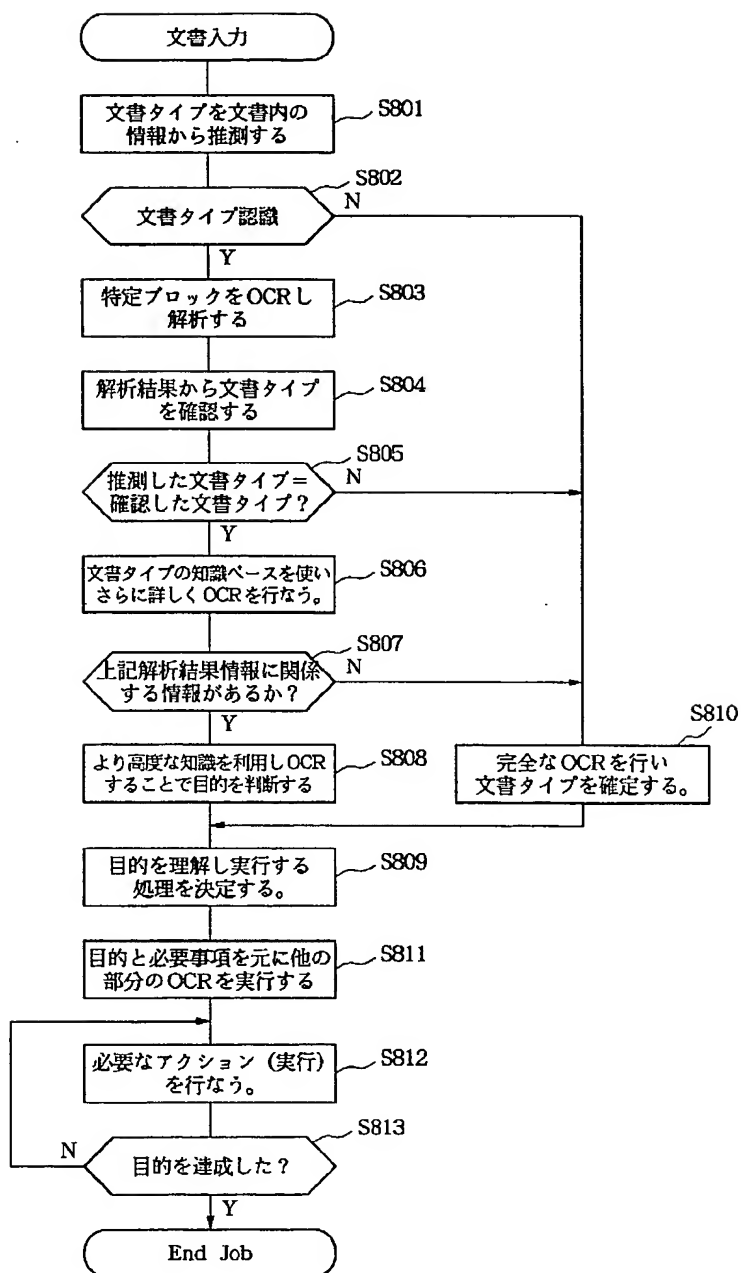 文書入力
文書タイプを文書内の
情報から推測する
S801
S802
文書タイプ認識
N
Y
特定ブロックをOCRし
解析する
S803
解析結果から文書タイプ
を確認する
S804
S805
推測した文書タイプ=
確認した文書タイプ?
N
Y
文書タイプの知識ベースを使い
さらに詳しくOCRを行なう。
S806
S807
上記解析結果情報に関係
する情報があるか?
N
Y
S810
より高度な知識を利用しOCR
することで目的を判断する
S808
完全なOCRを行い
文書タイプを確定する。
目的を理解し実行する
処理を決定する。
S809
目的と必要事項を元に他の
部分のOCRを実行する
S811
必要なアクション(実行)
を行なう。
S812
S813
目的を達成した?
N
Y
End Job